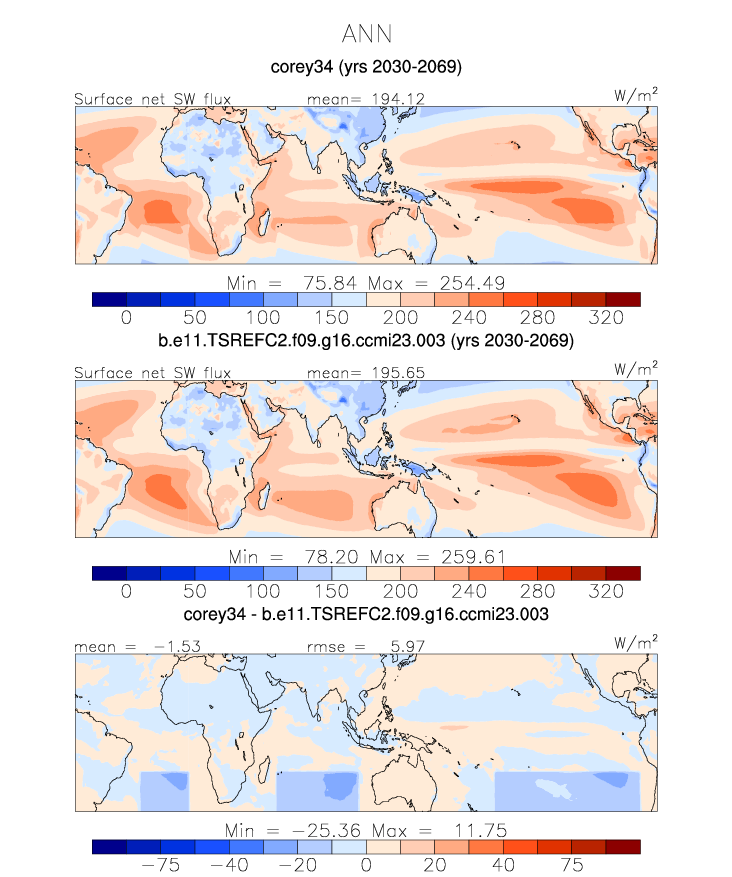 ANN
corey34 (yrs 2030-2069)
Surface net SW flux mean= 194.12 W/m²
Min = 75.84 Max = 254.49
0 50 100 150 200 240 280 320
b.e11.TSREFC2.f09.g16.ccmi23.003 (yrs 2030-2069)
Surface net SW flux mean= 195.65 W/m²
Min = 78.20 Max = 259.61
0 50 100 150 200 240 280 320
corey34 - b.e11.TSREFC2.f09.g16.ccmi23.003
mean = −1.53 rmse = 5.97 W/m²
Min = −25.36 Max = 11.75
−75 −40 −20 0 20 40 75